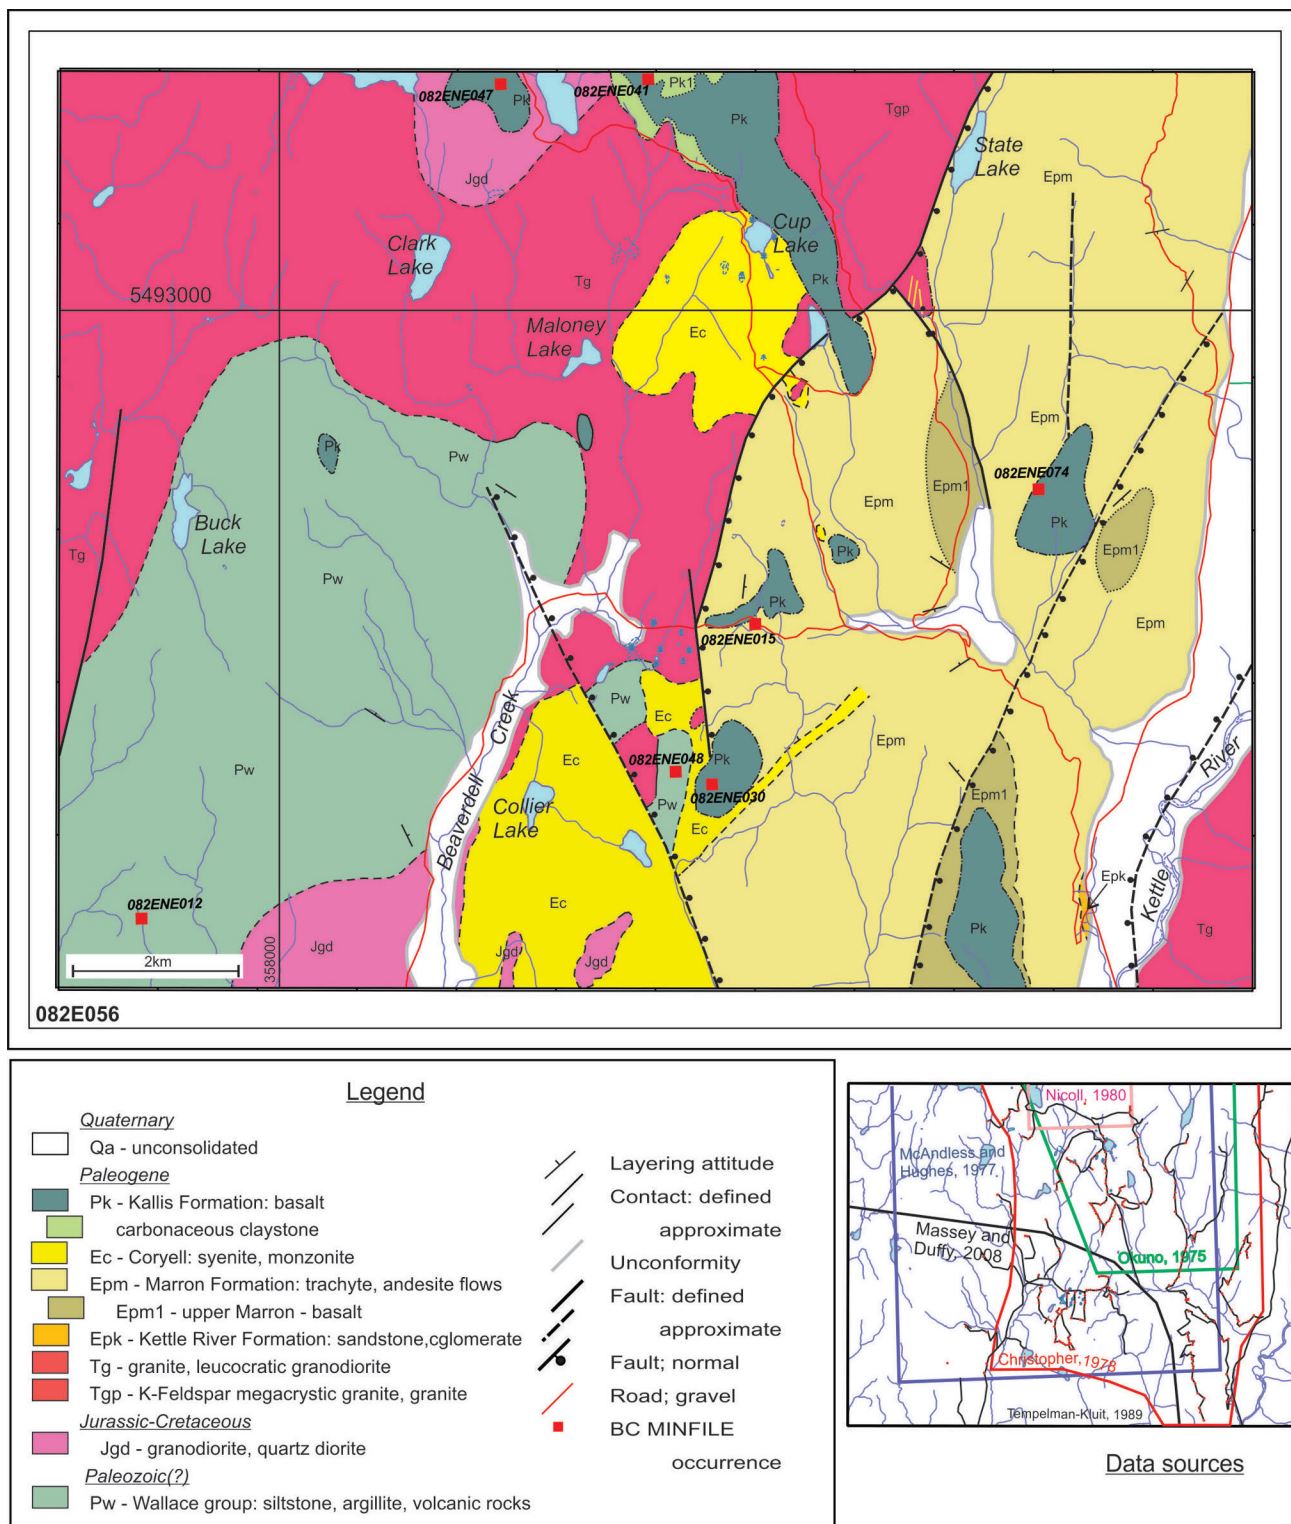 082ENE047
Pk
082ENE041
Pk1
Pk
Tgp
State
Lake
Epm
Jgd
Clark
Lake
Cup
Lake
Tg
Pk
5493000
Maloney
Lake
Ec
Pk
Pw
Epm
Epm
082ENE074
Epm1
Epm
Pk
Epm1
Buck
Lake
Tg
Pw
Pk
Pk
082ENE015
Epm
Pw
Ec
Creek
Beaverdell
Pw
Ec
Pk
Epm
082ENE048
082ENE030
Pw
Ec
Collier
Lake
Epm1
River
Kettle
Epk
082ENE012
Ec
Pk
Tg
Jgd
Jgd
Jgd
2km
358000
082E056
Legend
Quaternary
Qa - unconsolidated
Paleogene
Pk - Kallis Formation: basalt
carbonaceous claystone
Ec - Coryell: syenite, monzonite
Epm - Marron Formation: trachyte, andesite flows
Epm1 - upper Marron - basalt
Epk - Kettle River Formation: sandstone,cglomerate
Tg - granite, leucocratic granodiorite
Tgp - K-Feldspar megacrystic granite, granite
Jurassic-Cretaceous
Jgd - granodiorite, quartz diorite
Paleozoic(?)
Pw - Wallace group: siltstone, argillite, volcanic rocks
Layering attitude
Contact: defined
approximate
Unconformity
Fault: defined
approximate
Fault; normal
Road; gravel
BC MINFILE
occurrence
Nicoll, 1980
McAndless and
Hughes, 1977
Massey and
Duffy, 2008
Okuno, 1975
Christopher, 1978
Tempelman-Kluit, 1989
Data sources